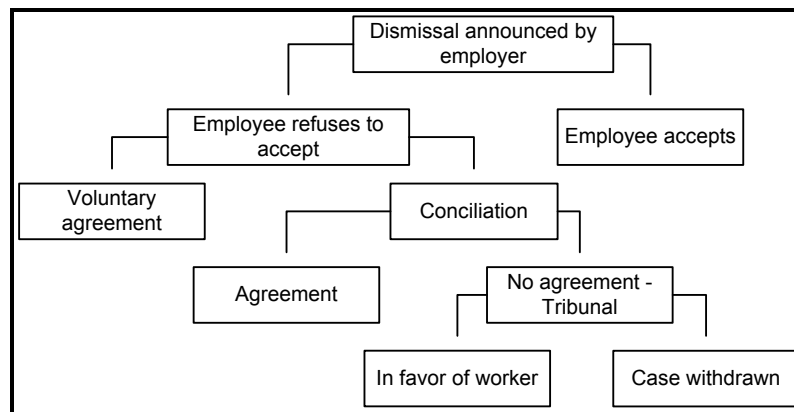 Dismissal announced by
employer
Employee refuses to
accept
Employee accepts
Voluntary
agreement
Conciliation
Agreement
No agreement -
Tribunal
In favor of worker
Case withdrawn